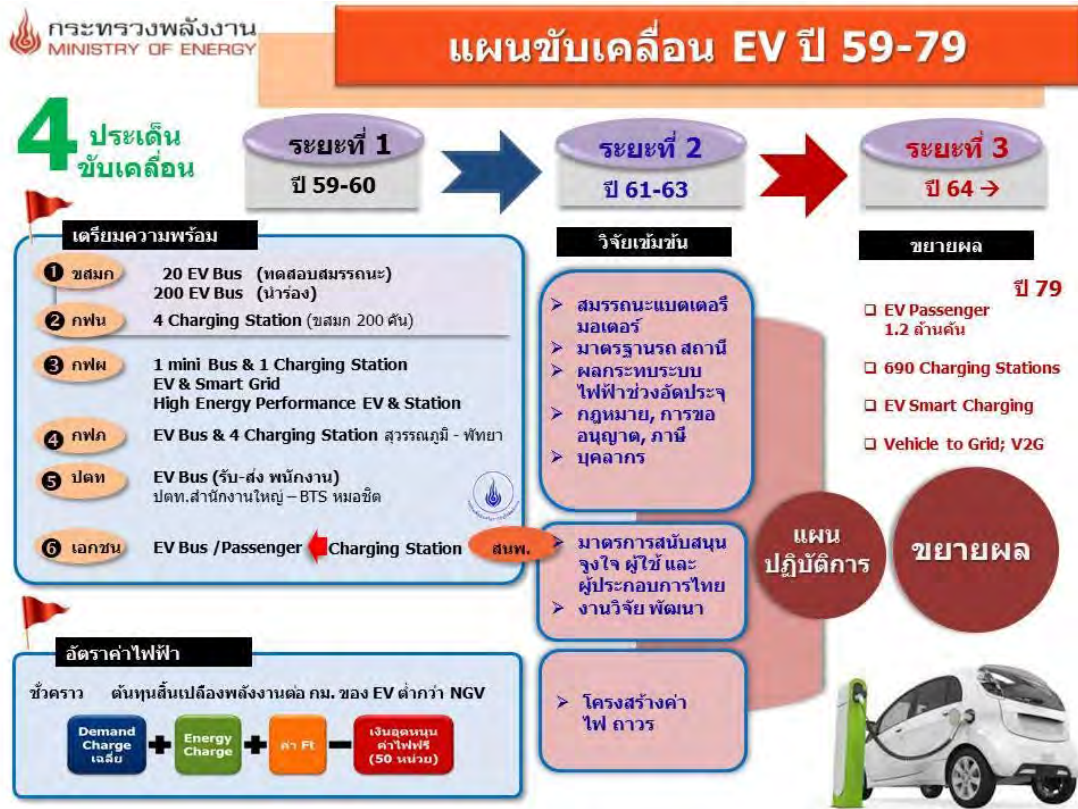 กระทรวงพลังงาน
MINISTRY OF ENERGY
แผนขับเคลื่อน EV ปี 59-79
4 ประเด็น
ขับเคลื่อน
ระยะที่ 1
ปี 59-60
ระยะที่ 2
ปี 61-63
ระยะที่ 3
ปี 64 →
เตรียมความพร้อม
❶ ขสมก 20 EV Bus (ทดสอบสมรรถนะ)
200 EV Bus (นำร่อง)
❷ กฟน 4 Charging Station (ขสมก 200 คัน)
❸ กฟผ 1 mini Bus & 1 Charging Station
EV & Smart Grid
High Energy Performance EV & Station
❹ กฟภ EV Bus & 4 Charging Station สุวรรณภูมิ - พัทยา
❺ ปตท EV Bus (รับ-ส่ง พนักงาน)
ปตท.สำนักงานใหญ่ – BTS หมอชิต
❻ เอกชน EV Bus /Passenger Charging Station สนพ.
วิจัยเข้มข้น
➢ สมรรถนะแบตเตอรี่
มอเตอร์
➢ มาตรฐานรถ สถานี
➢ ผลกระทบระบบ
ไฟฟ้าช่วงอัดประจุ
➢ กฎหมาย, การขอ
อนุญาต, ภาษี
➢ บุคลากร
➢ มาตรการสนับสนุน
จูงใจ ผู้ใช้ และ
ผู้ประกอบการไทย
➢ งานวิจัย พัฒนา
➢ โครงสร้างค่า
ไฟ ถาวร
ขยายผล
ปี 79
❑ EV Passenger
1.2 ล้านคัน
❑ 690 Charging Stations
❑ EV Smart Charging
❑ Vehicle to Grid; V2G
แผน
ปฏิบัติการ
ขยายผล
อัตราค่าไฟฟ้า
ชั่วคราว ต้นทุนสิ้นเปลืองพลังงานต่อ กม. ของ EV ต่ำกว่า NGV
Demand
Charge
เฉลี่ย
+
Energy
Charge
+
ค่า Ft
−
เงินอุดหนุน
ค่าไฟฟรี
(50 หน่วย)